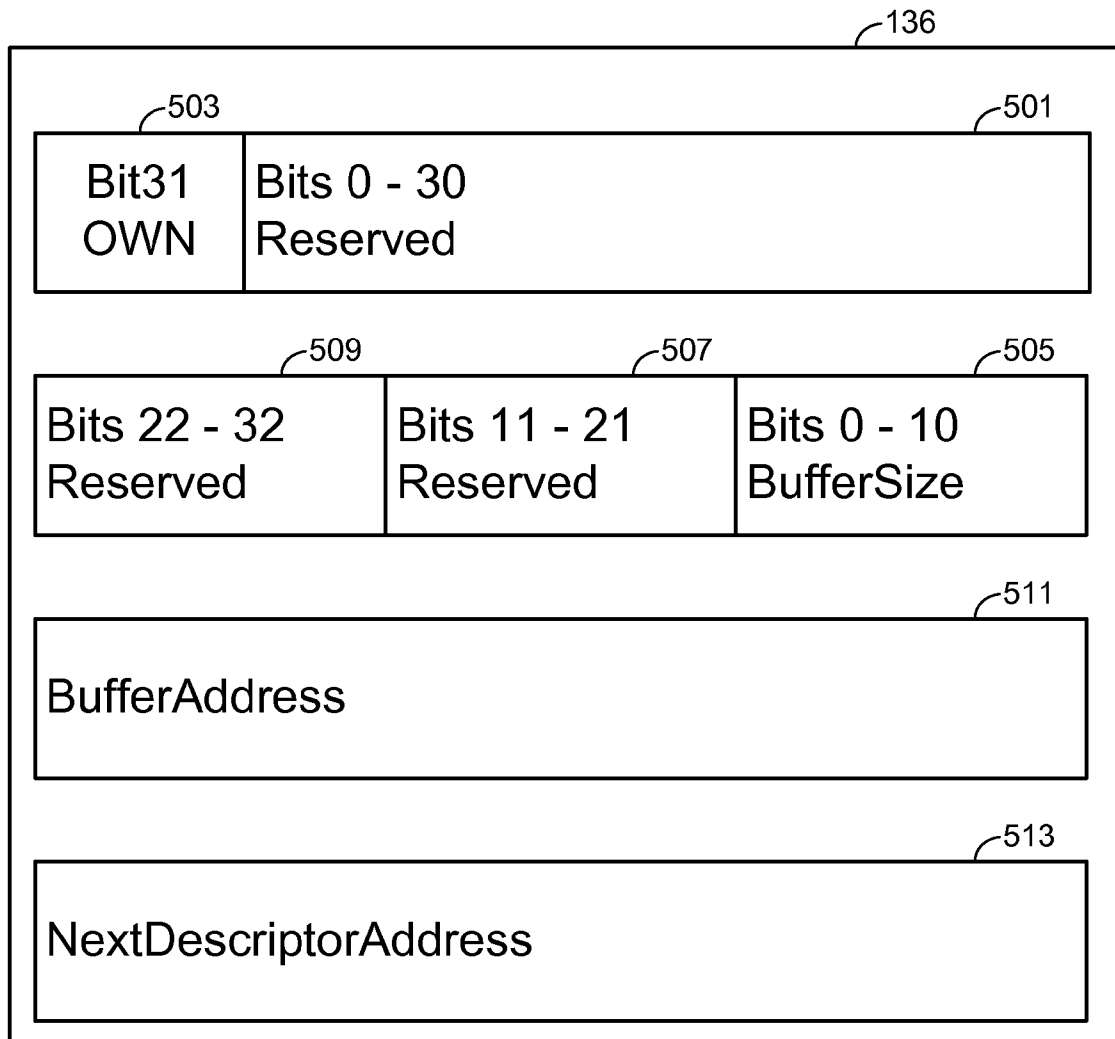 136
503
501
Bit31
OWN
Bits 0 - 30
Reserved
509
507
505
Bits 22 - 32
Reserved
Bits 11 - 21
Reserved
Bits 0 - 10
BufferSize
511
BufferAddress
513
NextDescriptorAddress